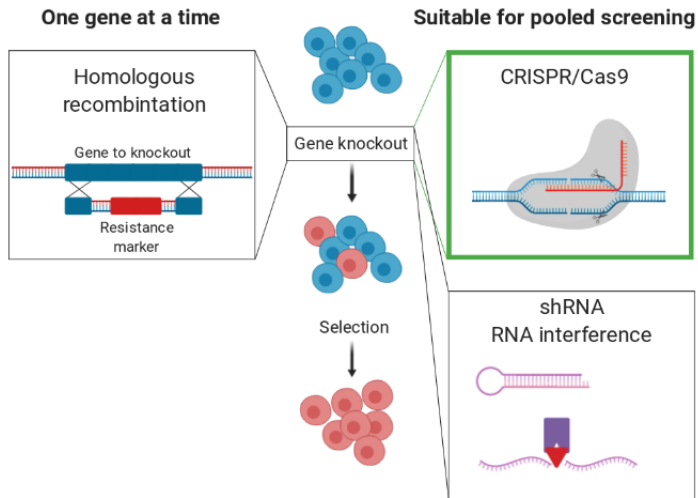 One gene at a time
Suitable for pooled screening
Homologous
recombintation
Gene to knockout
Resistance
marker
Gene knockout
Selection
CRISPR/Cas9
shRNA
RNA interference